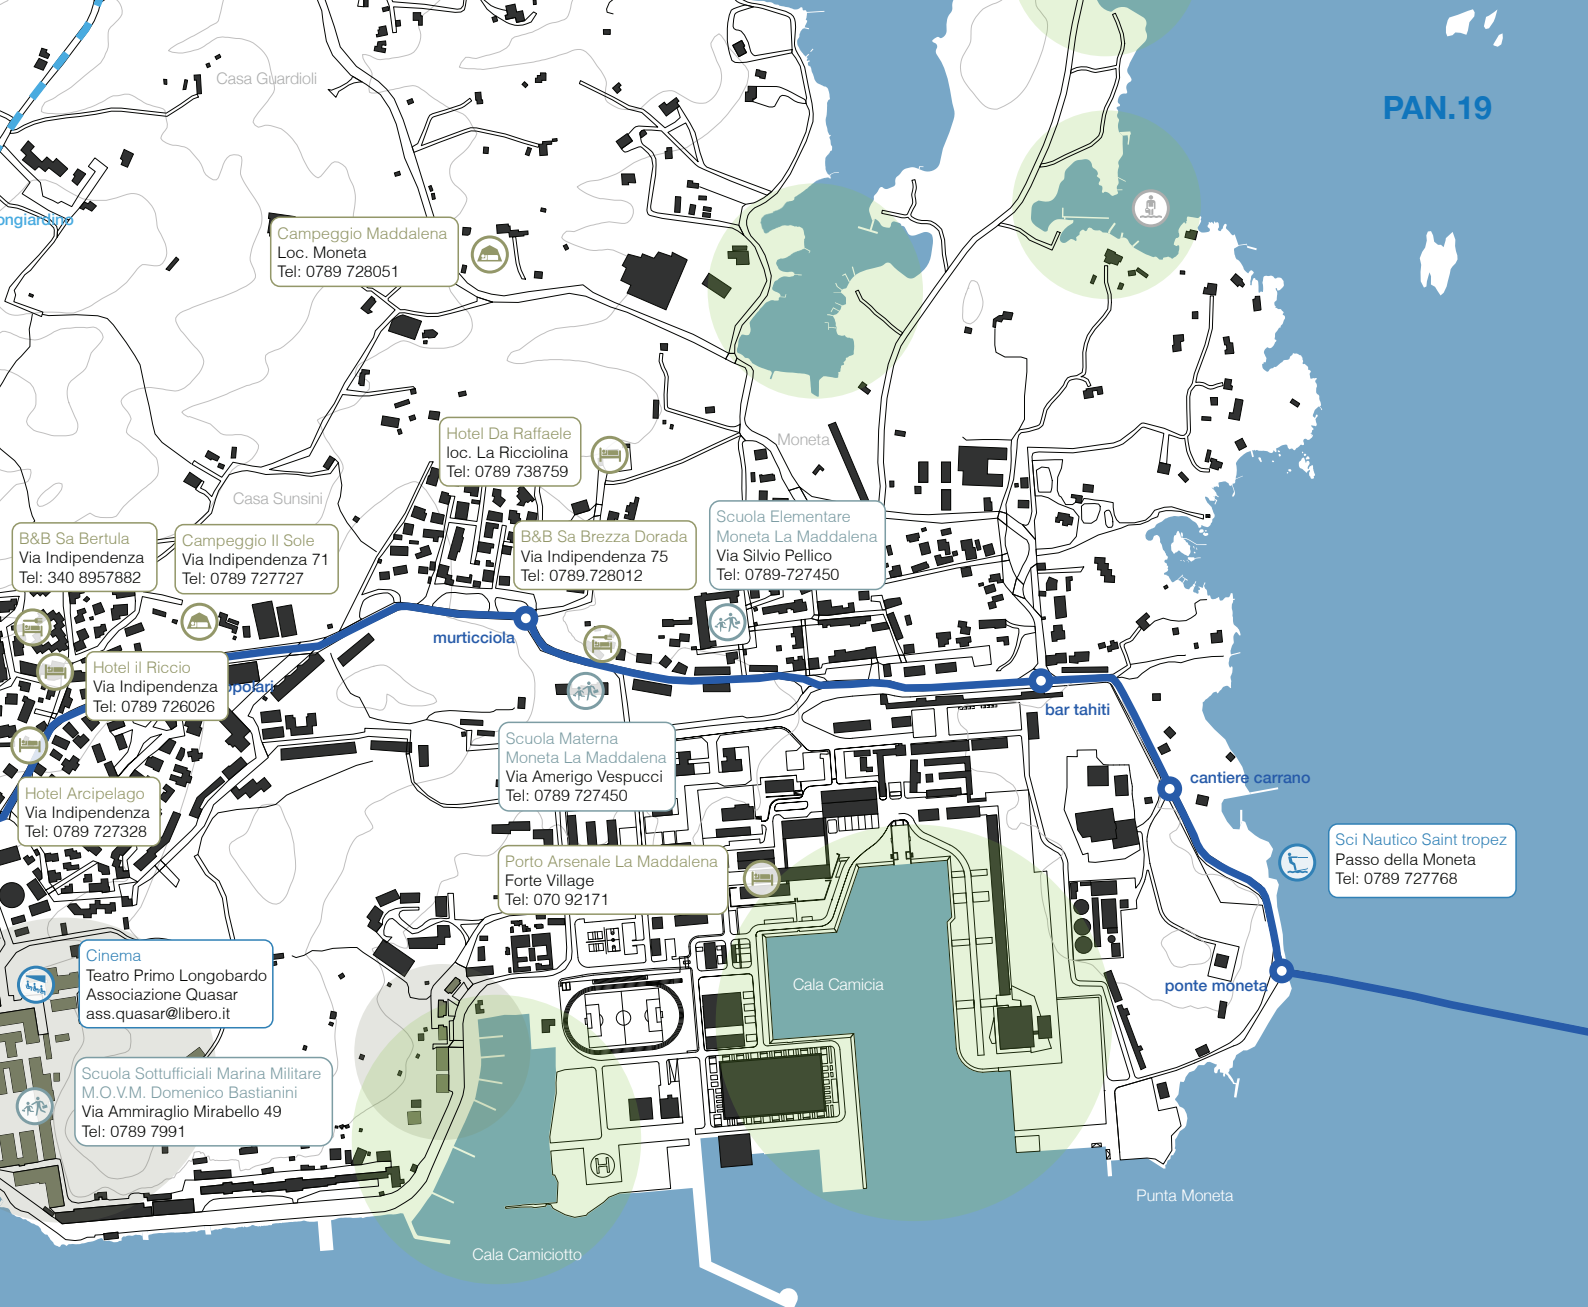 Casa Guardioli
PAN.19
ongiardino
Campeggio Maddalena
Loc. Moneta
Tel: 0789 728051
Moneta
Hotel Da Raffaele
loc. La Ricciolina
Tel: 0789 738759
Casa Sunsini
B&B Sa Bertula
Via Indipendenza
Tel: 340 8957882
Campeggio Il Sole
Via Indipendenza 71
Tel: 0789 727727
B&B Sa Brezza Dorada
Via Indipendenza 75
Tel: 0789.728012
Scuola Elementare
Moneta La Maddalena
Via Silvio Pellico
Tel: 0789-727450
murticciola
Hotel il Riccio
Via Indipendenza
Tel: 0789 726026
opolari
bar tahiti
Scuola Materna
Moneta La Maddalena
Via Amerigo Vespucci
Tel: 0789 727450
cantiere carrano
Hotel Arcipelago
Via Indipendenza
Tel: 0789 727328
Sci Nautico Saint tropez
Passo della Moneta
Tel: 0789 727768
Porto Arsenale La Maddalena
Forte Village
Tel: 070 92171
Cinema
Teatro Primo Longobardo
Associazione Quasar
ass.quasar@libero.it
Cala Camicia
ponte moneta
Scuola Sottufficiali Marina Militare
M.O.V.M. Domenico Bastianini
Via Ammiraglio Mirabello 49
Tel: 0789 7991
H
Punta Moneta
Cala Camiciotto